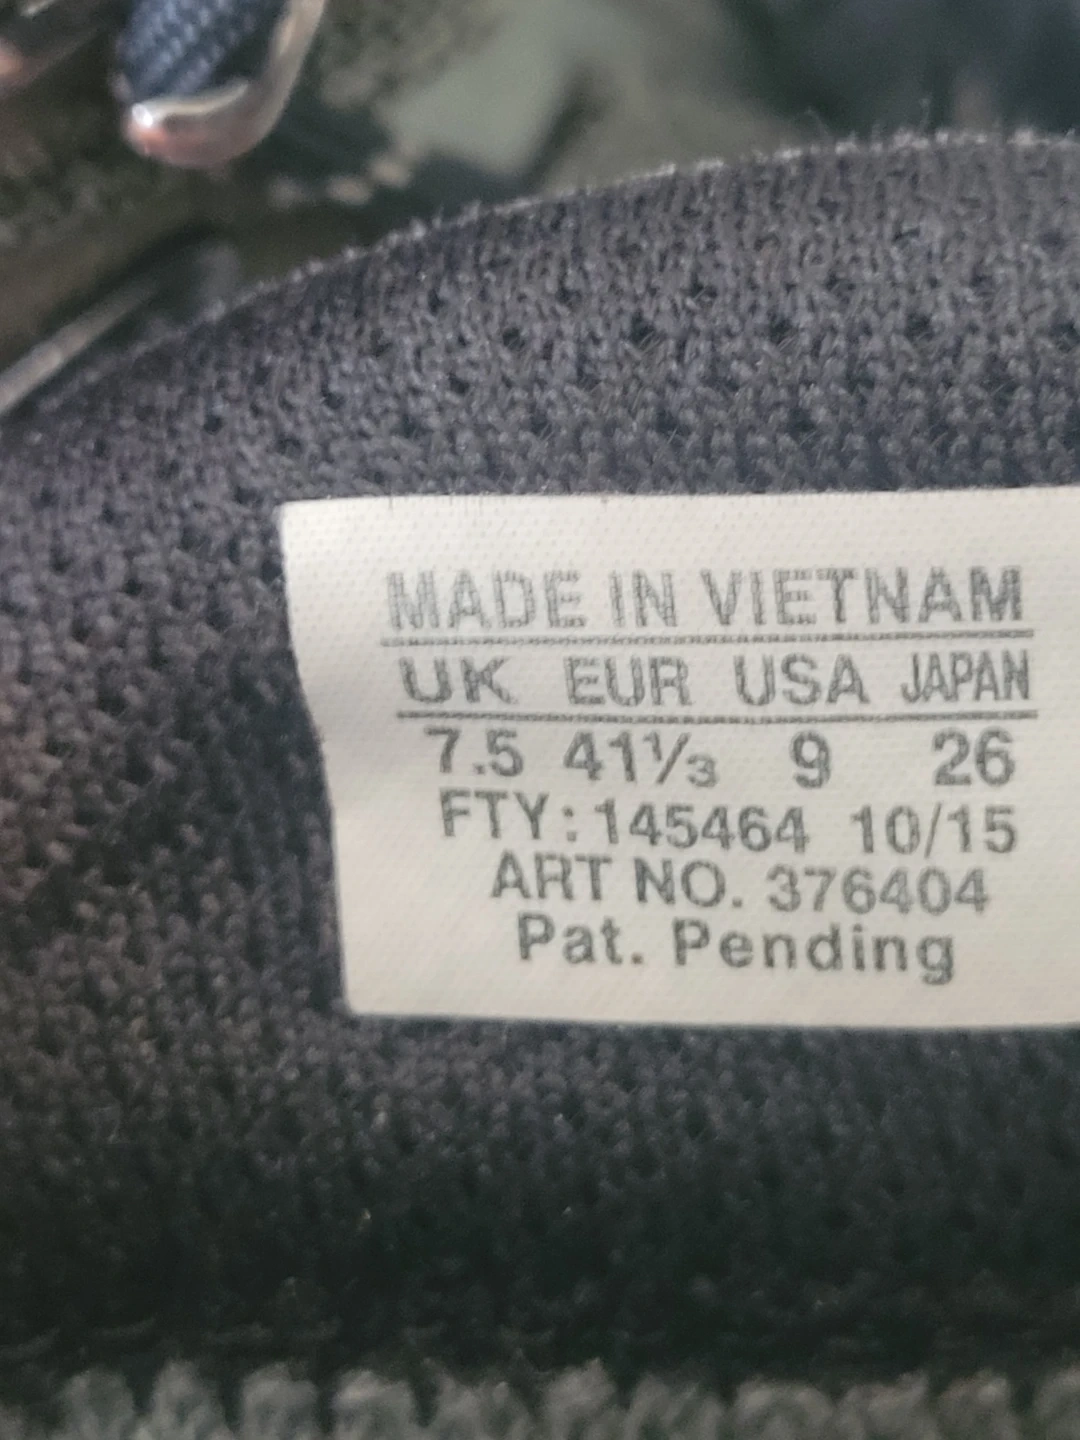 MADE IN VIETNAM
UK EUR USA JAPAN
7.5 41⅓ 9 26
FTY: 145464 10/15
ART NO. 376404
Pat. Pending